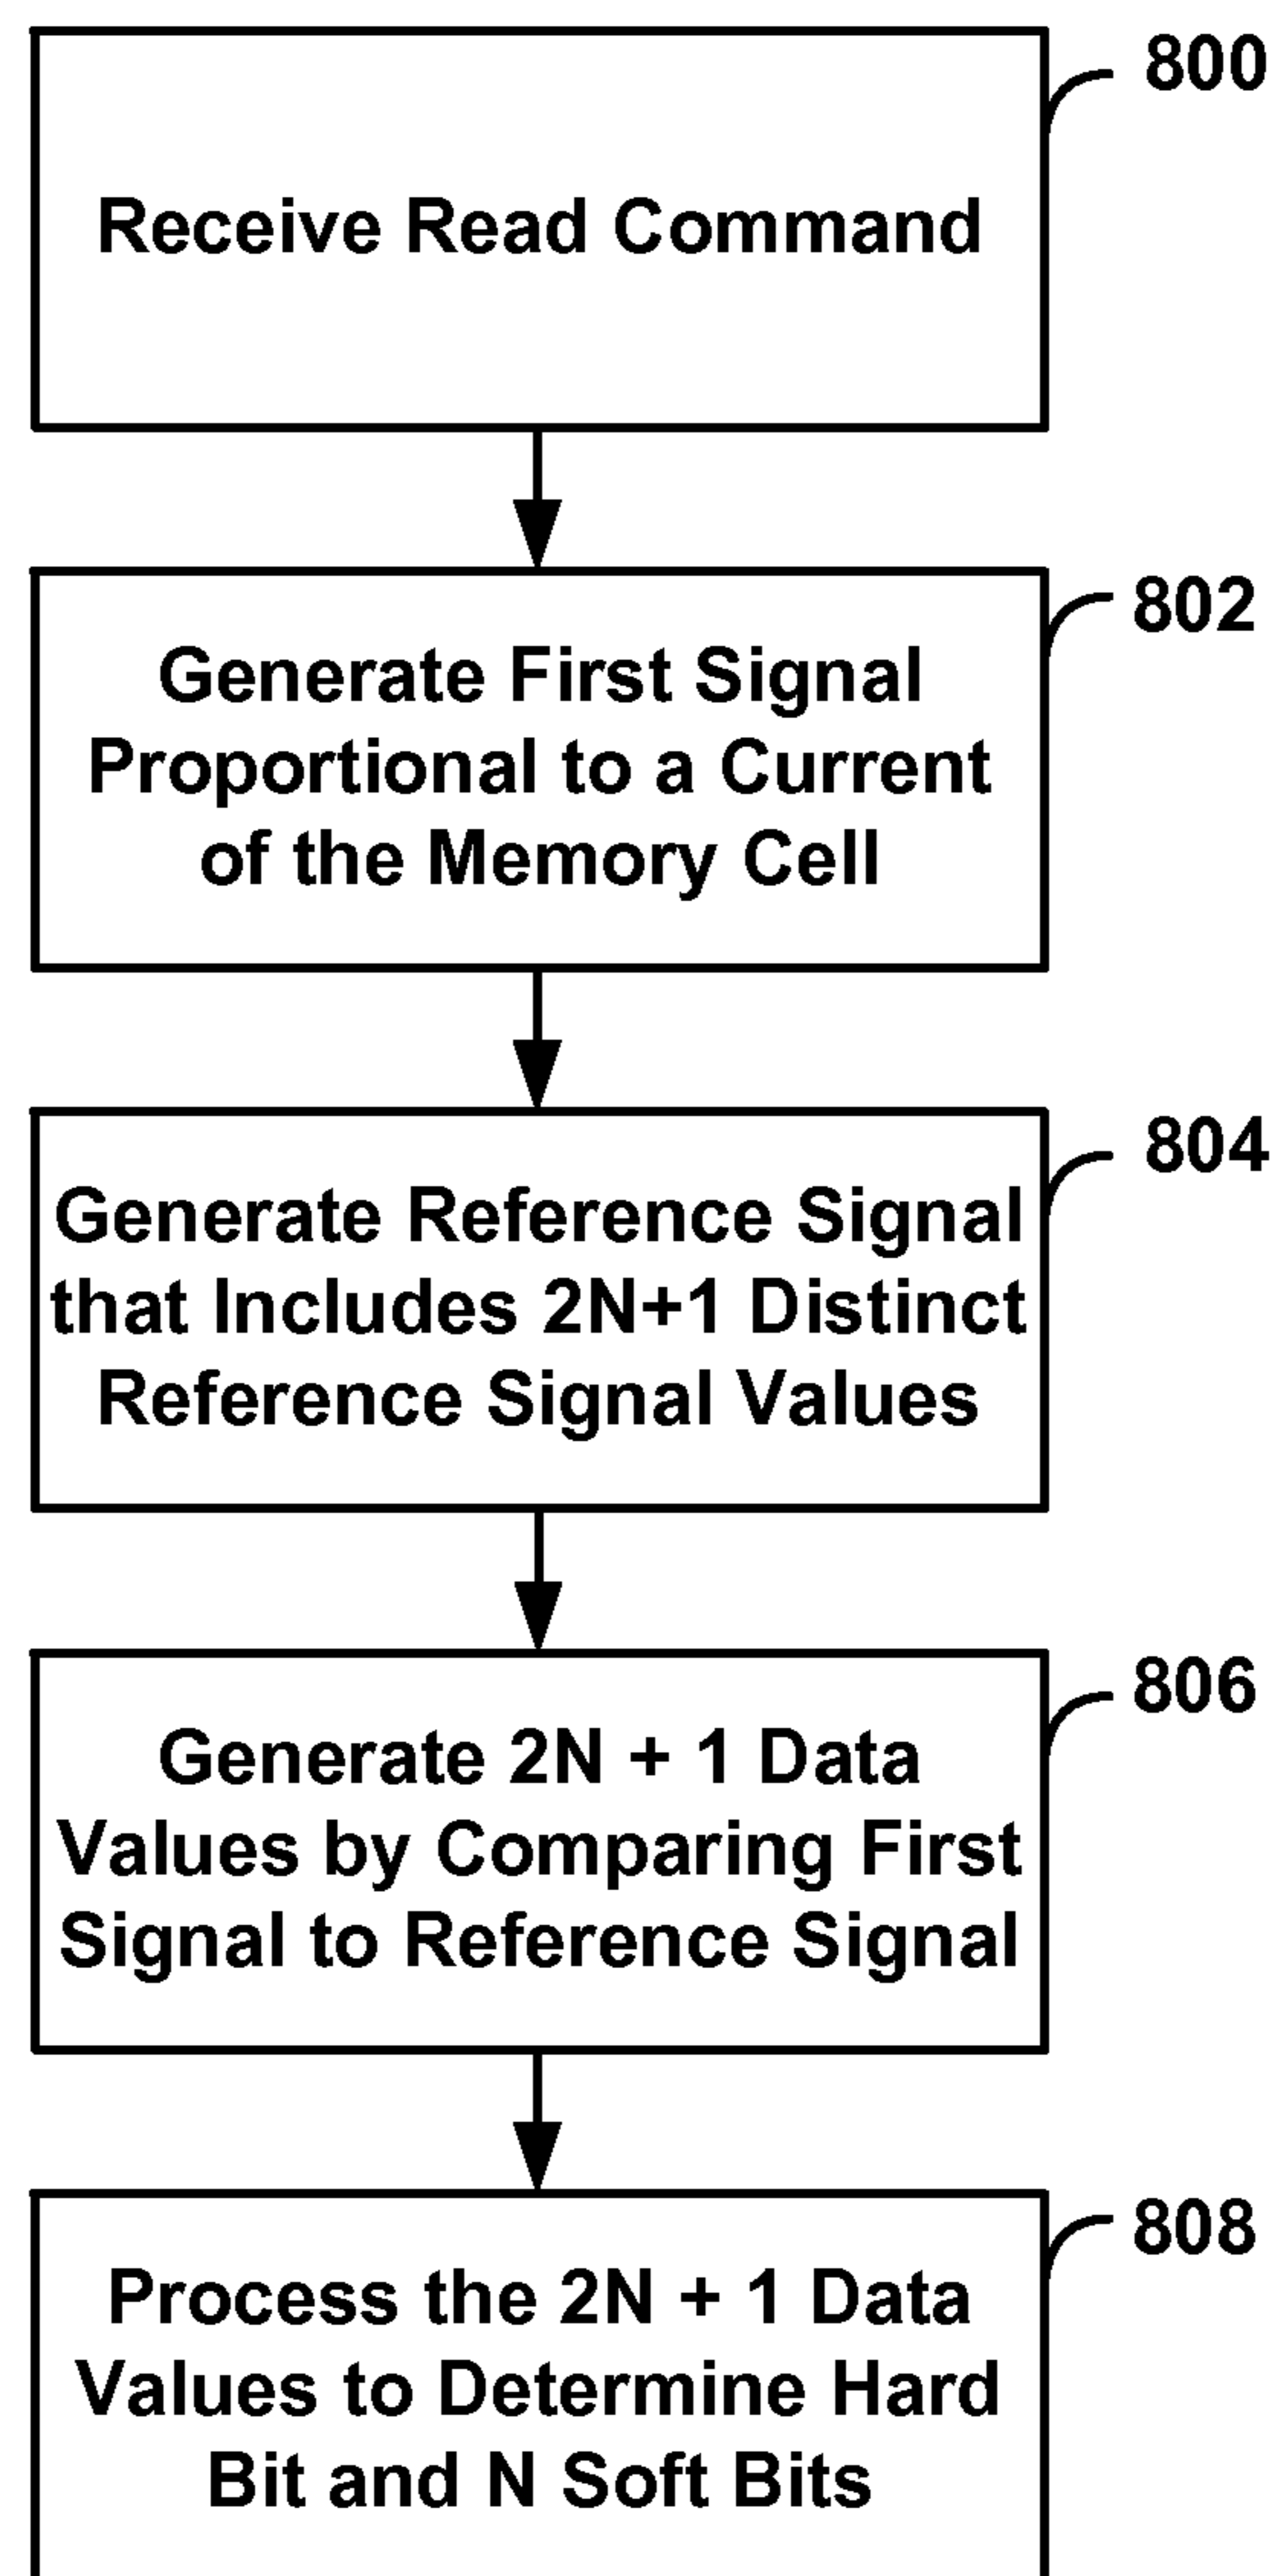 800
Receive Read Command
802
Generate First Signal
Proportional to a Current
of the Memory Cell
804
Generate Reference Signal
that Includes 2N+1 Distinct
Reference Signal Values
806
Generate 2N + 1 Data
Values by Comparing First
Signal to Reference Signal
808
Process the 2N + 1 Data
Values to Determine Hard
Bit and N Soft Bits